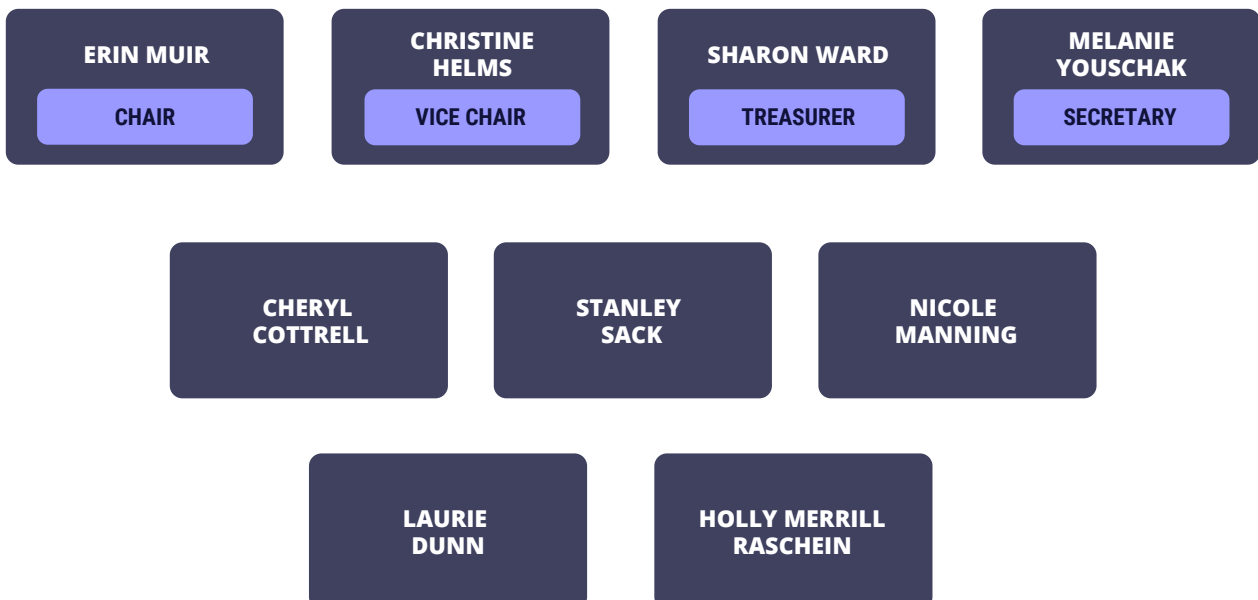 ERIN MUIR
CHAIR
CHRISTINE
HELMS
VICE CHAIR
SHARON WARD
TREASURER
MELANIE
YOUSCHAK
SECRETARY
CHERYL
COTTRELL
STANLEY
SACK
NICOLE
MANNING
LAURIE
DUNN
HOLLY MERRILL
RASCHEIN